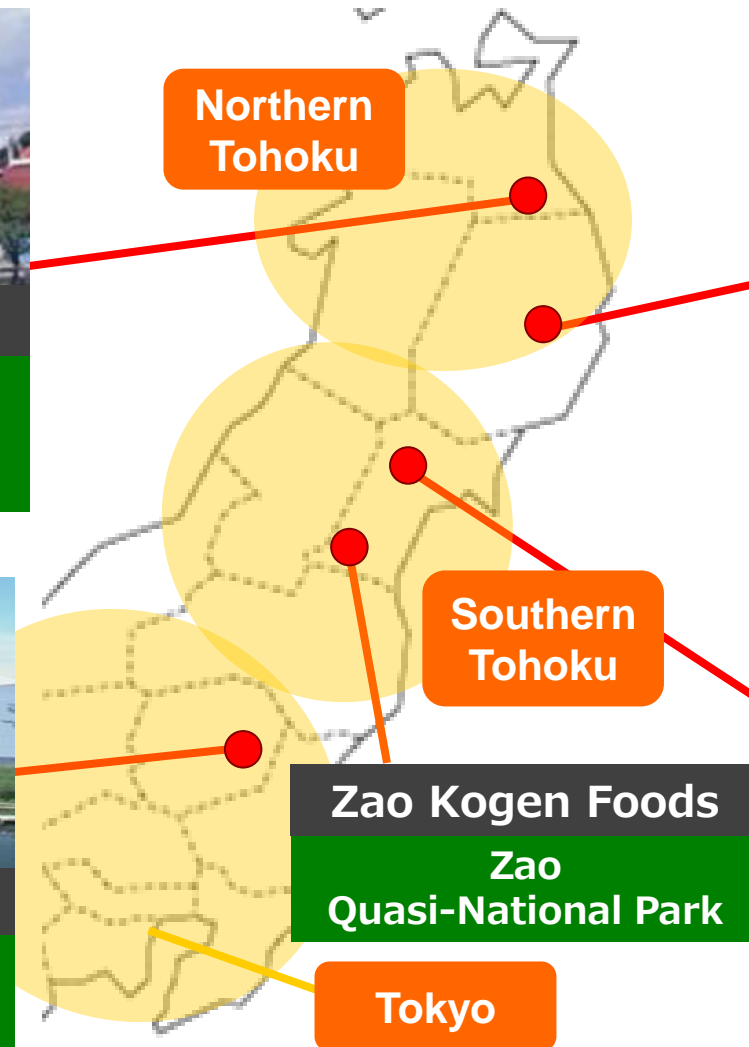 Northern
Tohoku
Southern
Tohoku
Zao Kogen Foods
Zao
Quasi-National Park
Tokyo